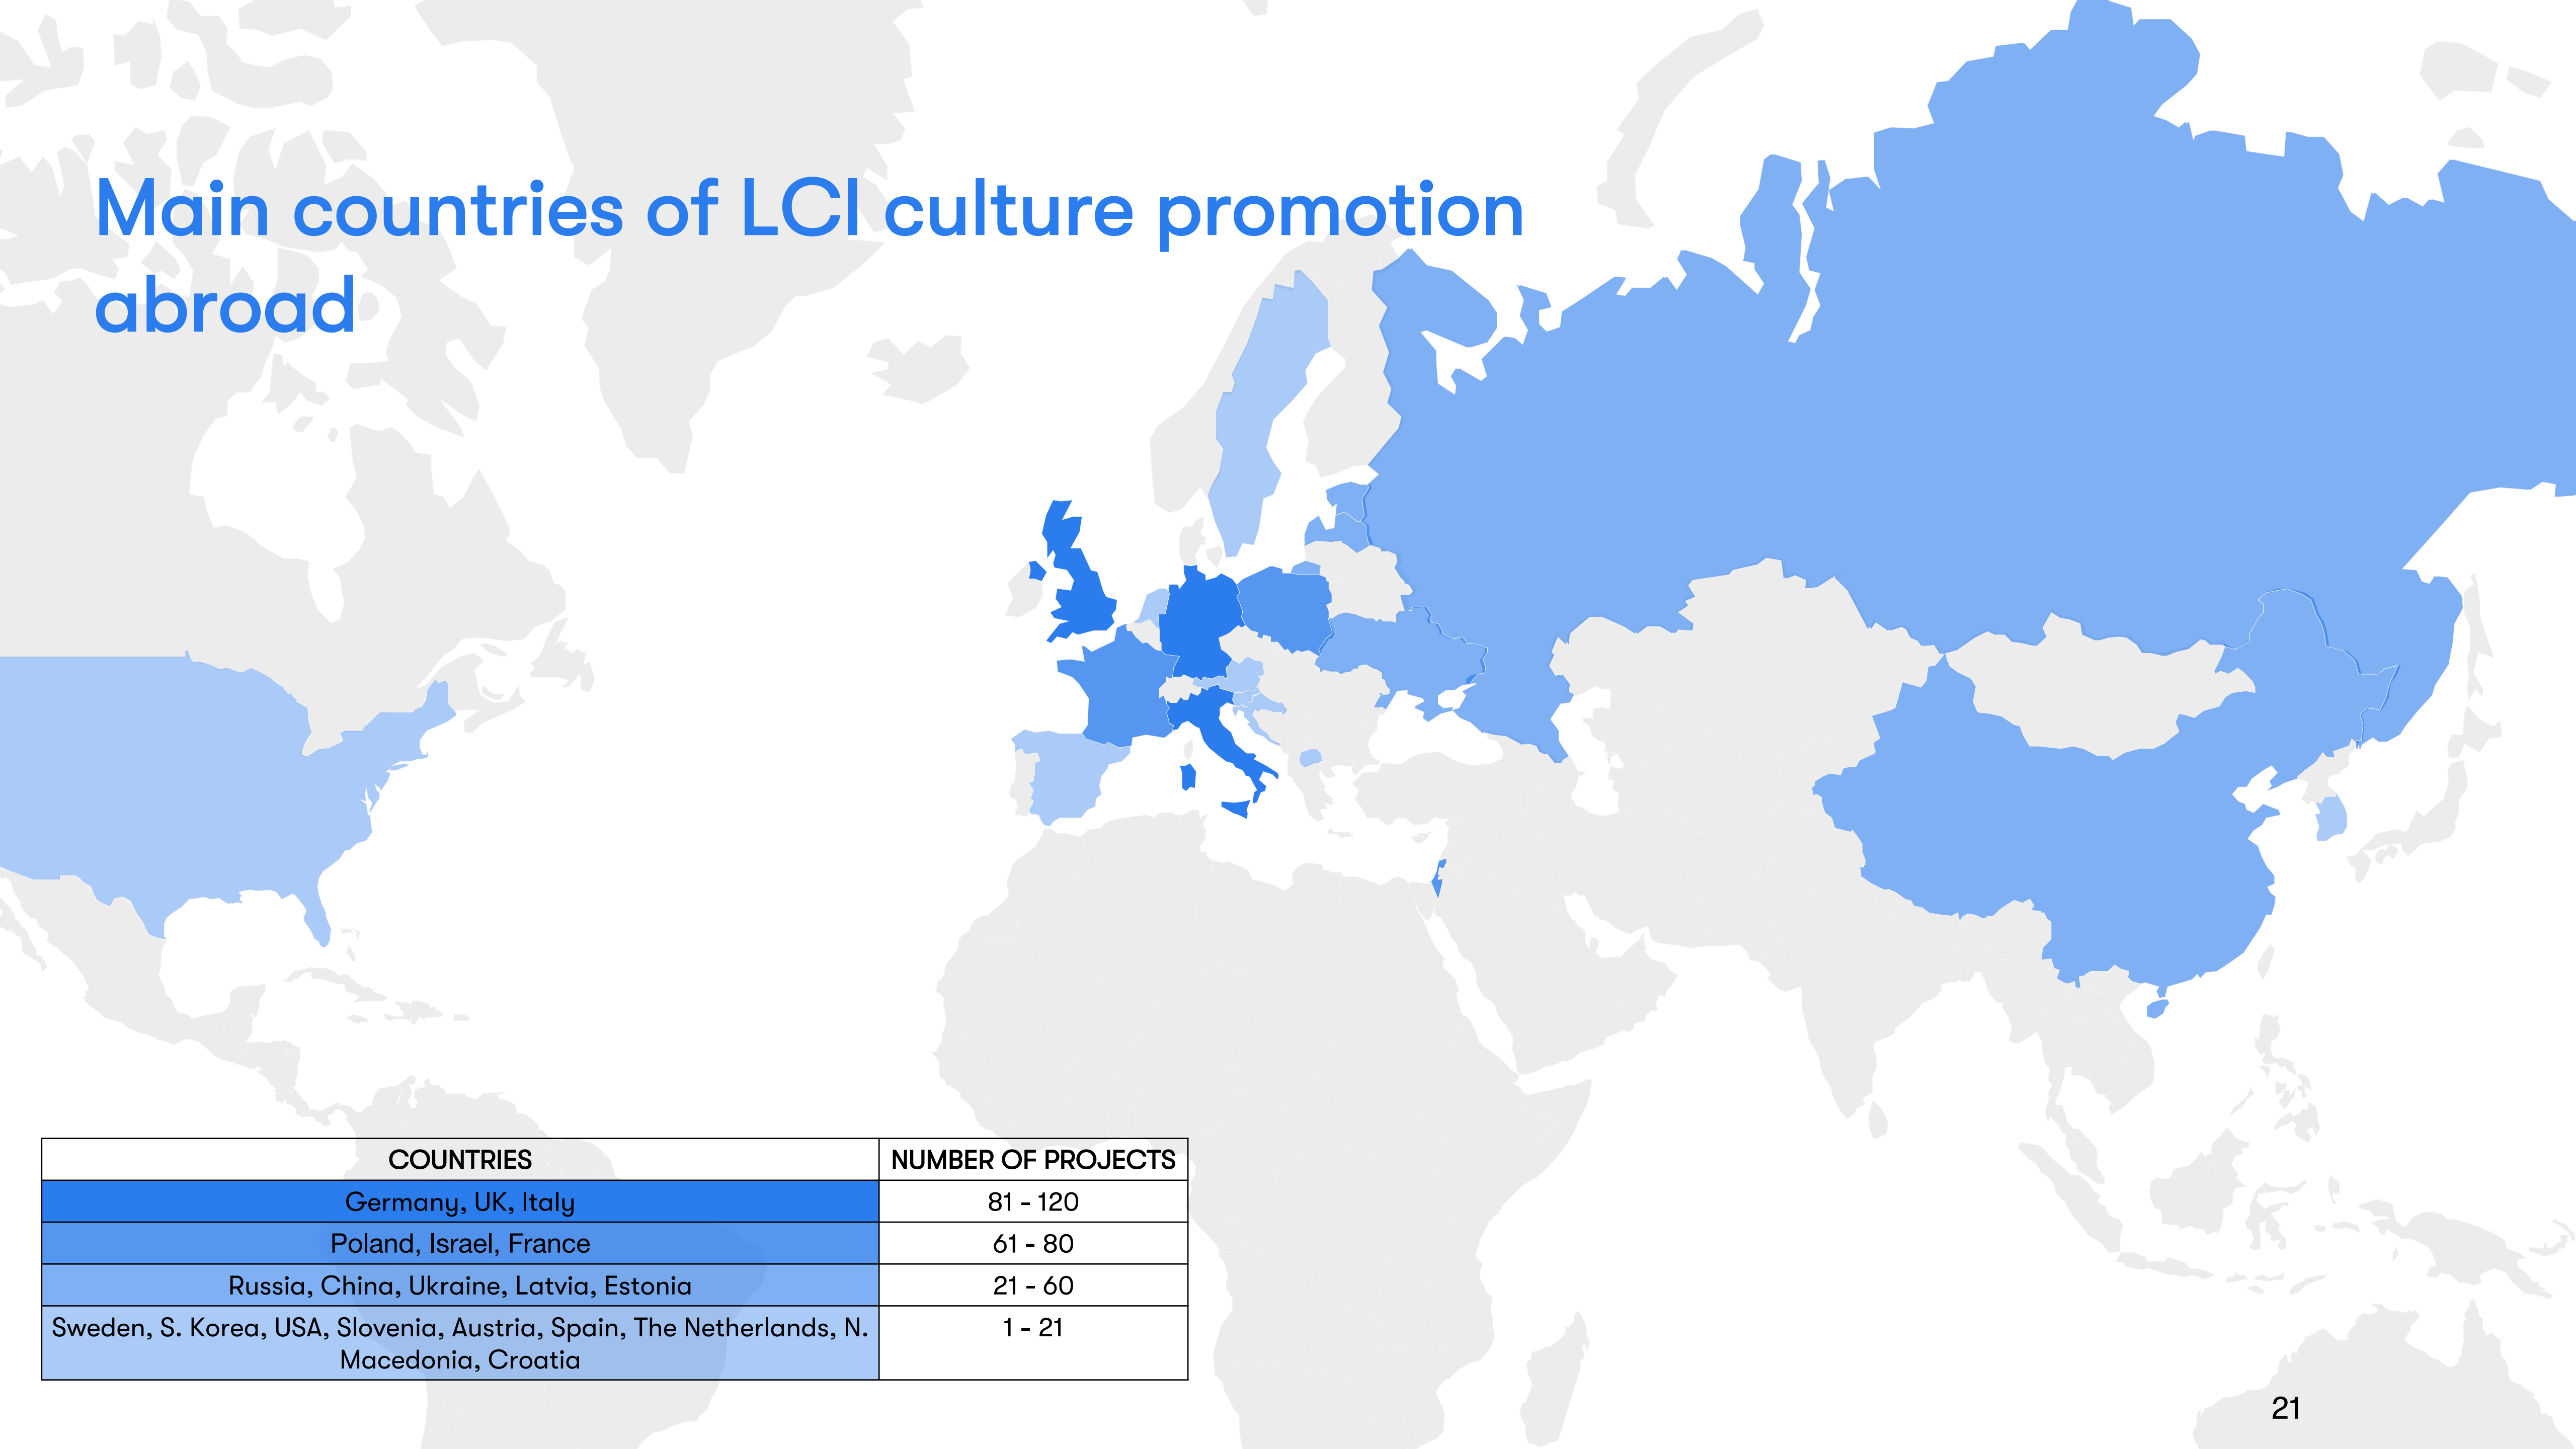 Main countries of LCI culture promotion
abroad
COUNTRIES
NUMBER OF PROJECTS
Germany, UK, Italy
81 - 120
Poland, Israel, France
61 - 80
Russia, China, Ukraine, Latvia, Estonia
21 - 60
Sweden, S. Korea, USA, Slovenia, Austria, Spain, The Netherlands, N.
Macedonia, Croatia
1 - 21
21